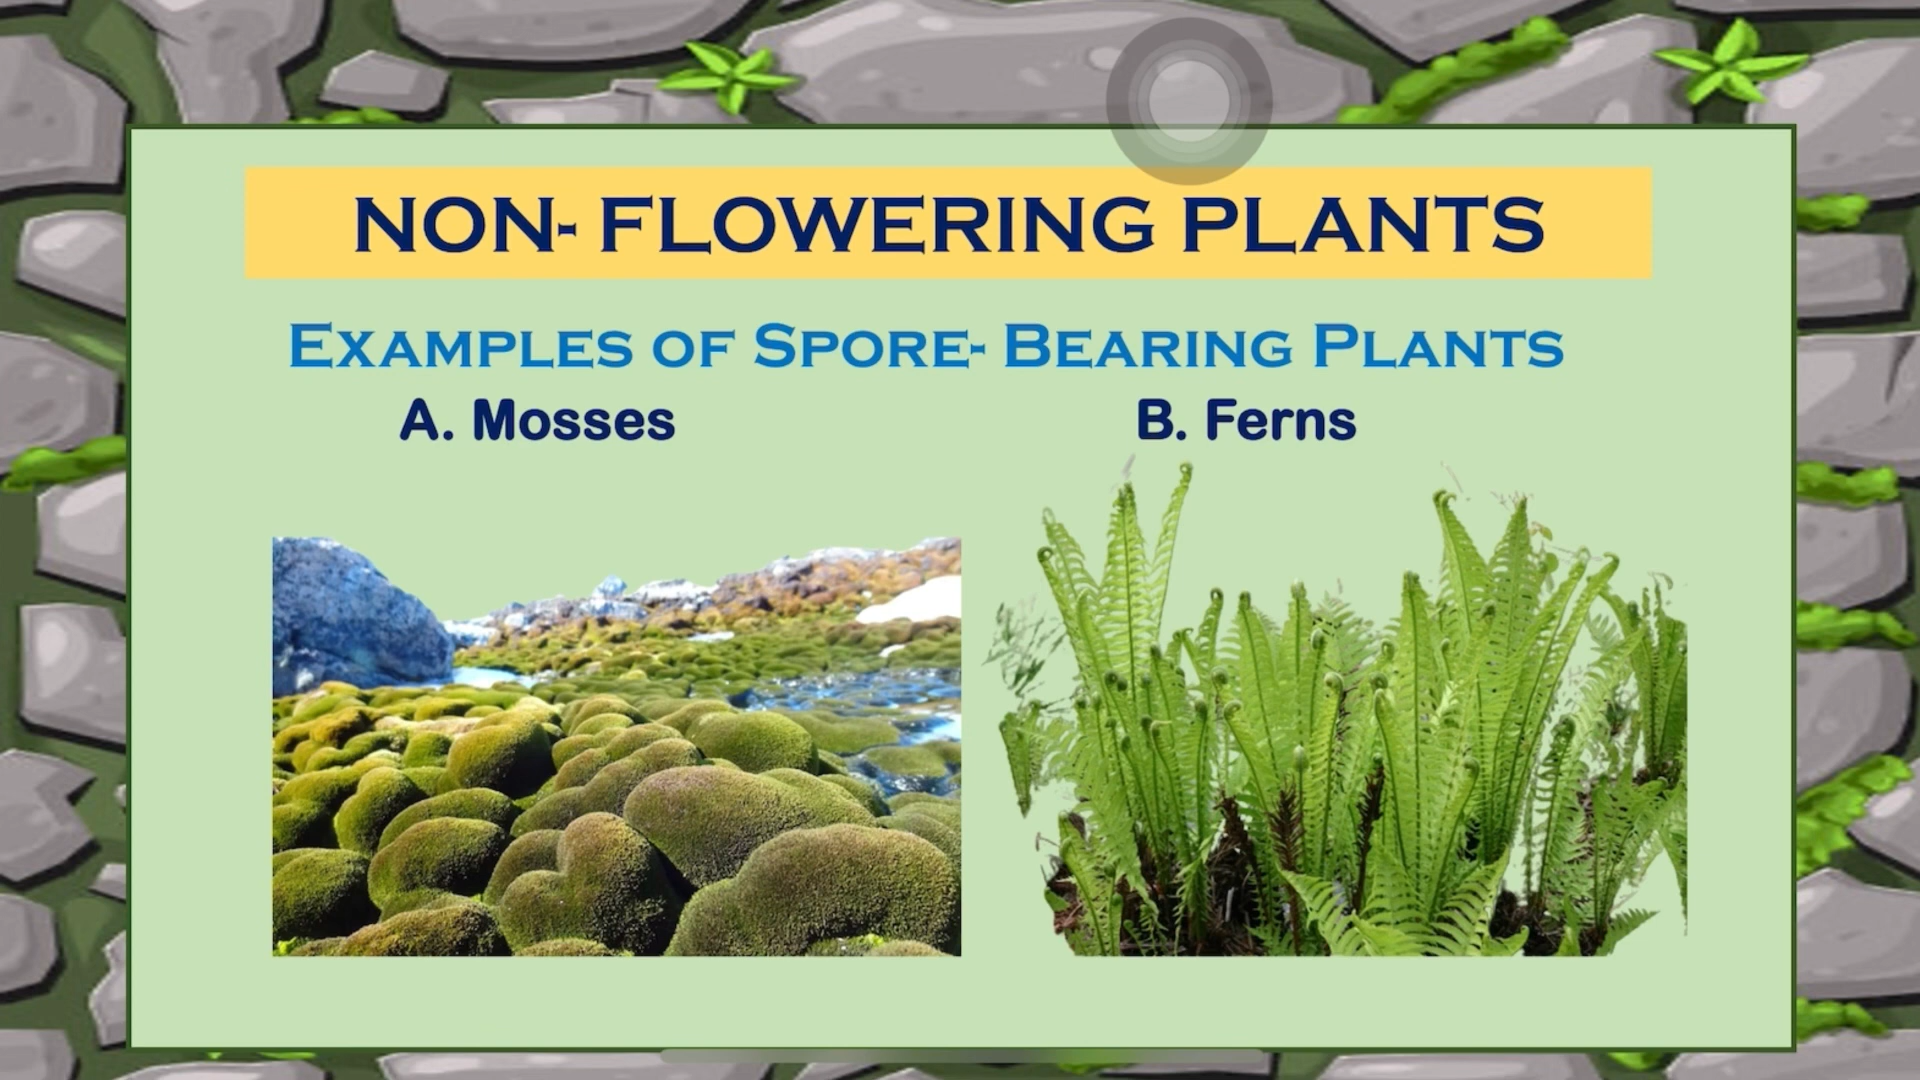 NON- FLOWERING PLANTS
EXAMPLES OF SPORE- BEARING PLANTS
A. Mosses
B. Ferns